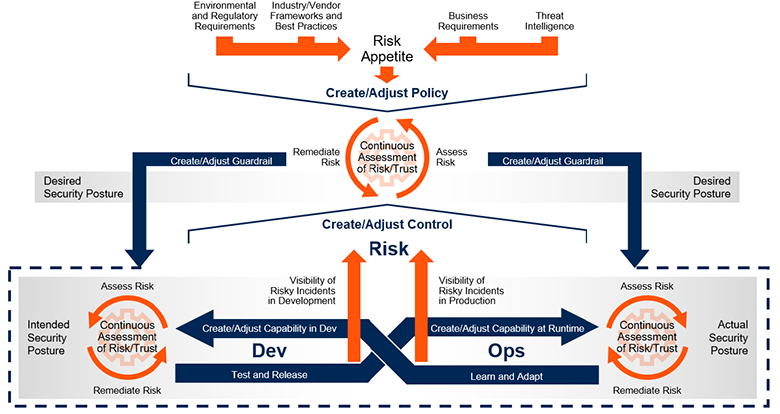 Environmental
and Regulatory
Requirements
Industry/Vendor
Frameworks and
Best Practices
Risk
Appetite
Business
Requirements
Threat
Intelligence
Create/Adjust Policy
Remediate
Risk
Continuous
Assessment
of Risk/Trust
Assess
Risk
Create/Adjust Guardrail
Create/Adjust Guardrail
Desired
Security Posture
Desired
Security Posture
Create/Adjust Control
Risk
Visibility of
Risky Incidents
in Development
Visibility of
Risky Incidents
in Production
Assess Risk
Intended
Security
Posture
Continuous
Assessment
of Risk/Trust
Remediate Risk
Create/Adjust Capability in Dev
Create/Adjust Capability at Runtime
Dev
Ops
Test and Release
Learn and Adapt
Assess Risk
Continuous
Assessment
of Risk/Trust
Remediate Risk
Actual
Security
Posture